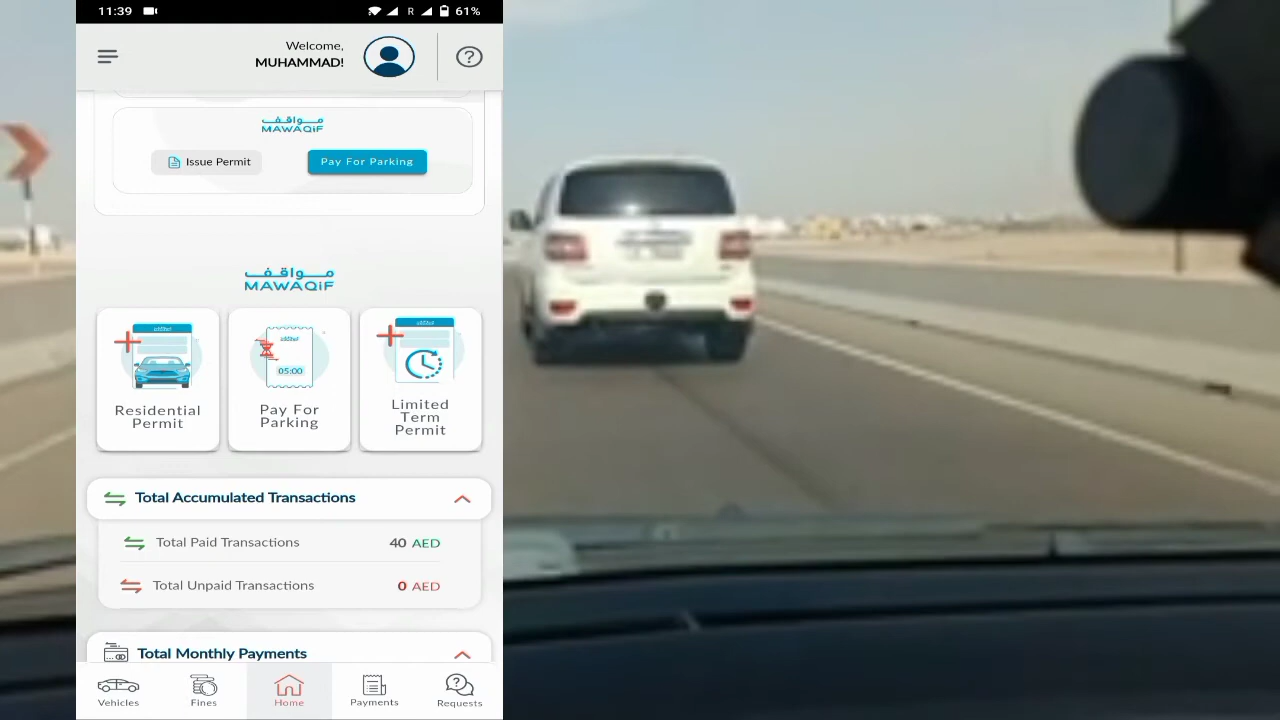 11:39
R
61%
Welcome,
MUHAMMAD!
مواقف
MAWAQiF
Issue Permit
Pay For Parking
مواقف
MAWAQiF
05:00
Residential
Permit
Pay For
Parking
Limited
Term
Permit
Total Accumulated Transactions
Total Paid Transactions 40 AED
Total Unpaid Transactions 0 AED
Total Monthly Payments
Vehicles
Fines
Home
Payments
Requests